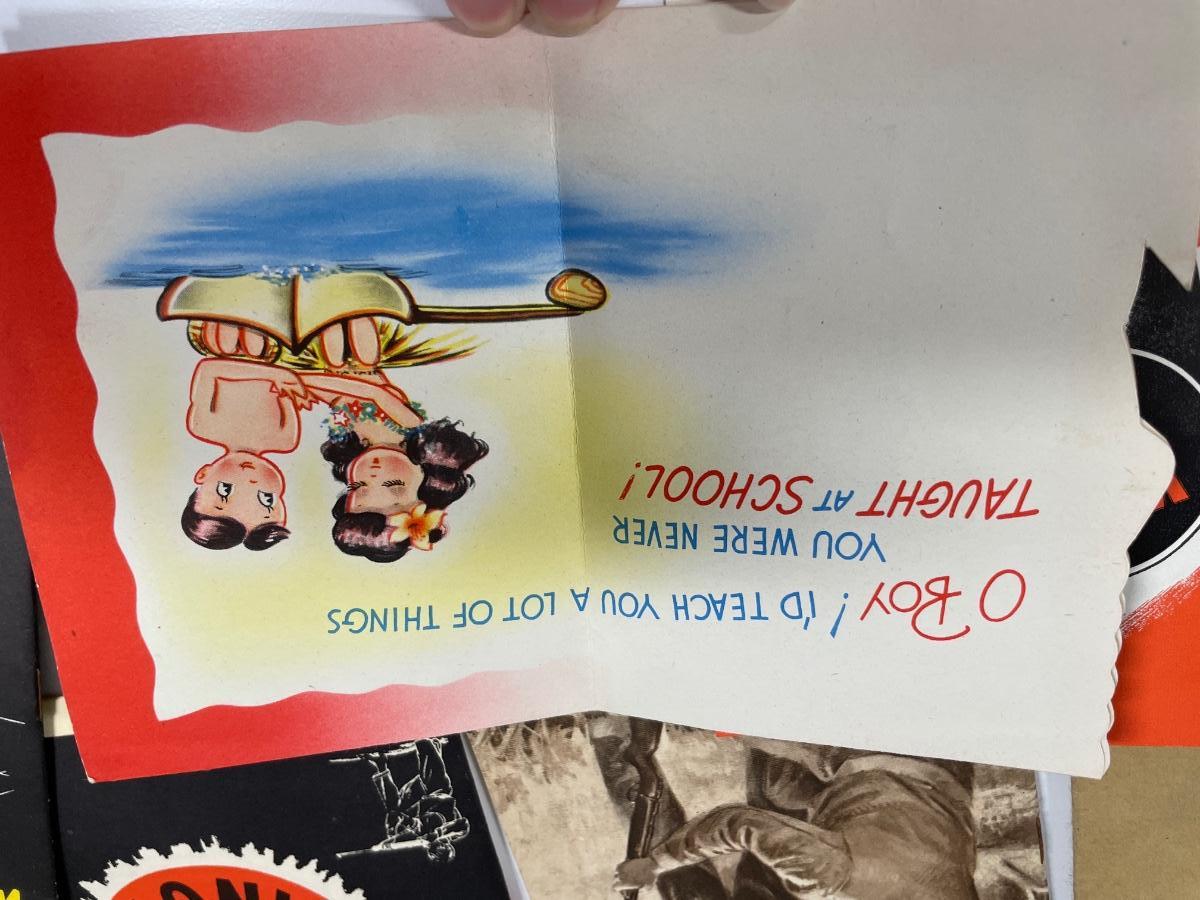 O BOY! I'D TEACH YOU A LOT OF THINGS
YOU WERE NEVER
TAUGHT AT SCHOOL!